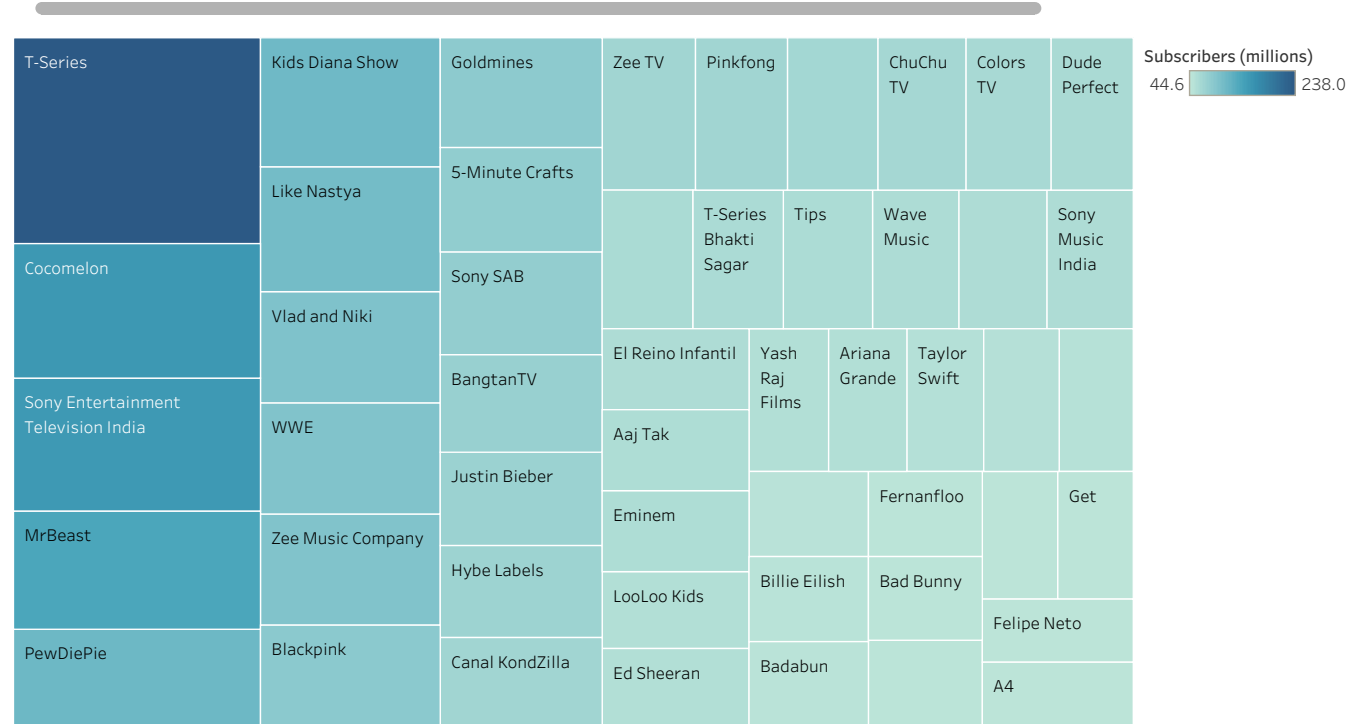 T-Series
Cocomelon
Sony Entertainment
Television India
MrBeast
PewDiePie
Kids Diana Show
Like Nastya
Vlad and Niki
WWE
Zee Music Company
Blackpink
Goldmines
5-Minute Crafts
Sony SAB
BangtanTV
Justin Bieber
Hybe Labels
Canal KondZilla
Zee TV
Pinkfong
ChuChu
TV
Colors
TV
Dude
Perfect
T-Series
Bhakti
Sagar
Tips
Wave
Music
Sony
Music
India
El Reino Infantil
Aaj Tak
Eminem
LooLoo Kids
Ed Sheeran
Yash
Raj
Films
Ariana
Grande
Taylor
Swift
Fernanfloo
Get
Billie Eilish
Bad Bunny
Badabun
Felipe Neto
A4
Subscribers (millions)
44.6
238.0